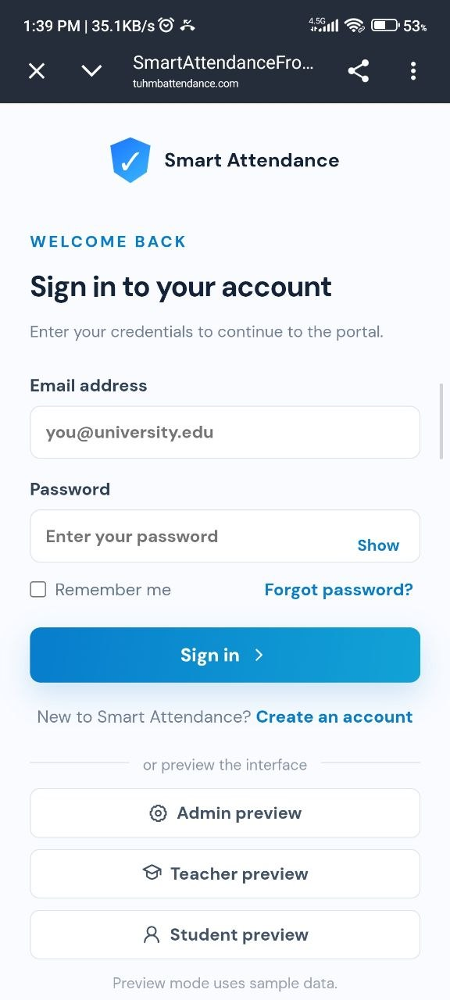 1:39 PM | 35.1KB/s
4.5G
53%
SmartAttendanceFro...
tuhmbattendance.com
Smart Attendance
WELCOME BACK
Sign in to your account
Enter your credentials to continue to the portal.
Email address
you@university.edu
Password
Enter your password
Show
Remember me
Forgot password?
Sign in
New to Smart Attendance? Create an account
or preview the interface
Admin preview
Teacher preview
Student preview
Preview mode uses sample data.